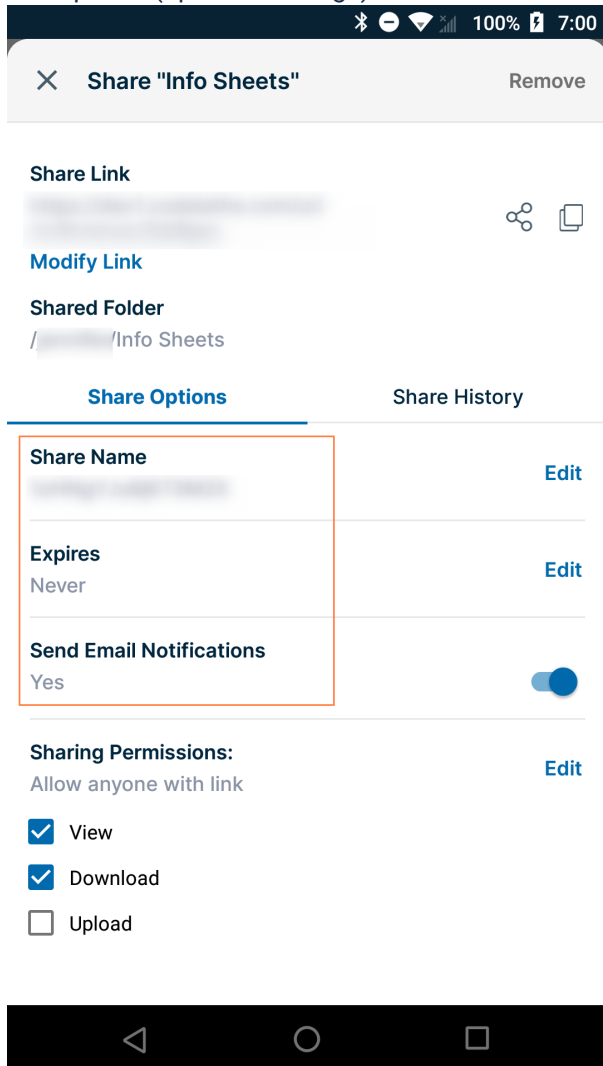 100% 7:00
Share "Info Sheets" Remove
Share Link
Modify Link
Shared Folder
/ /Info Sheets
Share Options Share History
Share Name Edit
Expires
Never Edit
Send Email Notifications
Yes
Sharing Permissions:
Allow anyone with link Edit
View
Download
Upload